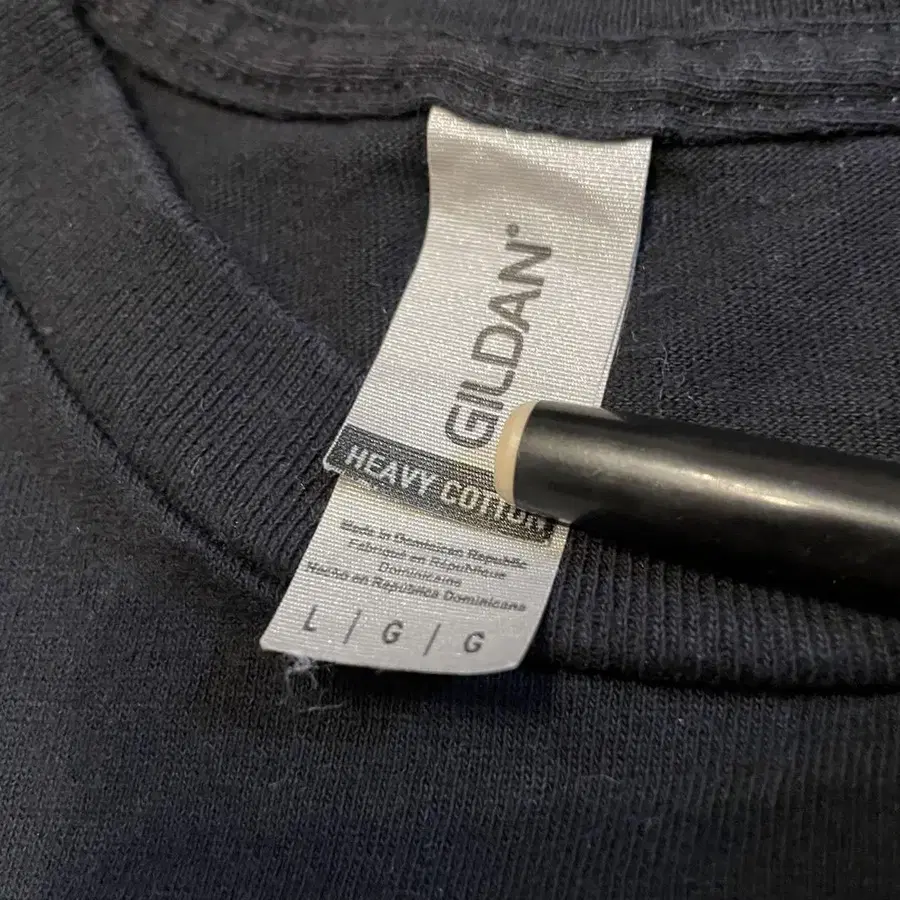 GILDAN®
HEAVY COTTON
Made in Dominican Republic
Fabriqué en République
Dominicaine
Hecho en República Dominicana
L / G / G